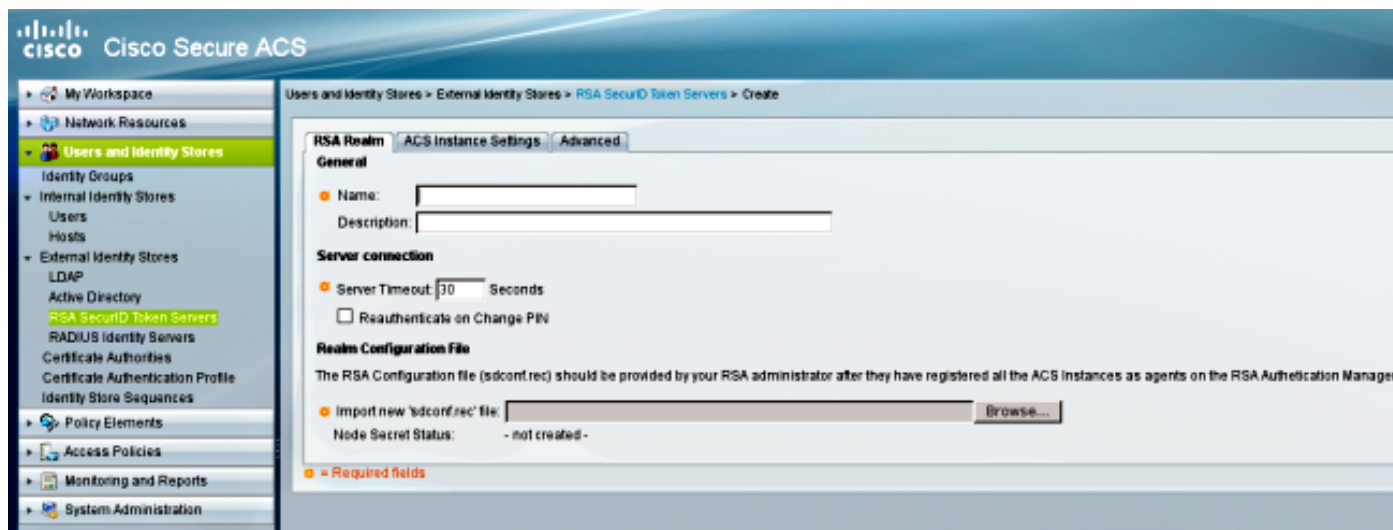 CISCO Cisco Secure ACS
My Workspace
Network Resources
Users and Identity Stores
Identity Groups
Internal Identity Stores
Users
Hosts
External Identity Stores
LDAP
Active Directory
RSA SecurID Token Servers
RADIUS Identity Servers
Certificate Authorities
Certificate Authentication Profile
Identity Store Sequences
Policy Elements
Access Policies
Monitoring and Reports
System Administration
Users and Identity Stores > External Identity Stores > RSA SecurID Token Servers > Create
RSA Realm ACS Instance Settings Advanced
General
Name:
Description:
Server connection
Server Timeout: 30 Seconds
Reauthenticate on Change PIN
Realm Configuration File
The RSA Configuration file (sdconf.rec) should be provided by your RSA administrator after they have registered all the ACS Instances as agents on the RSA Authetication Manage
Import new 'sdconf.rec' file: Browse...
Node Secret Status: - not created -
= Required fields